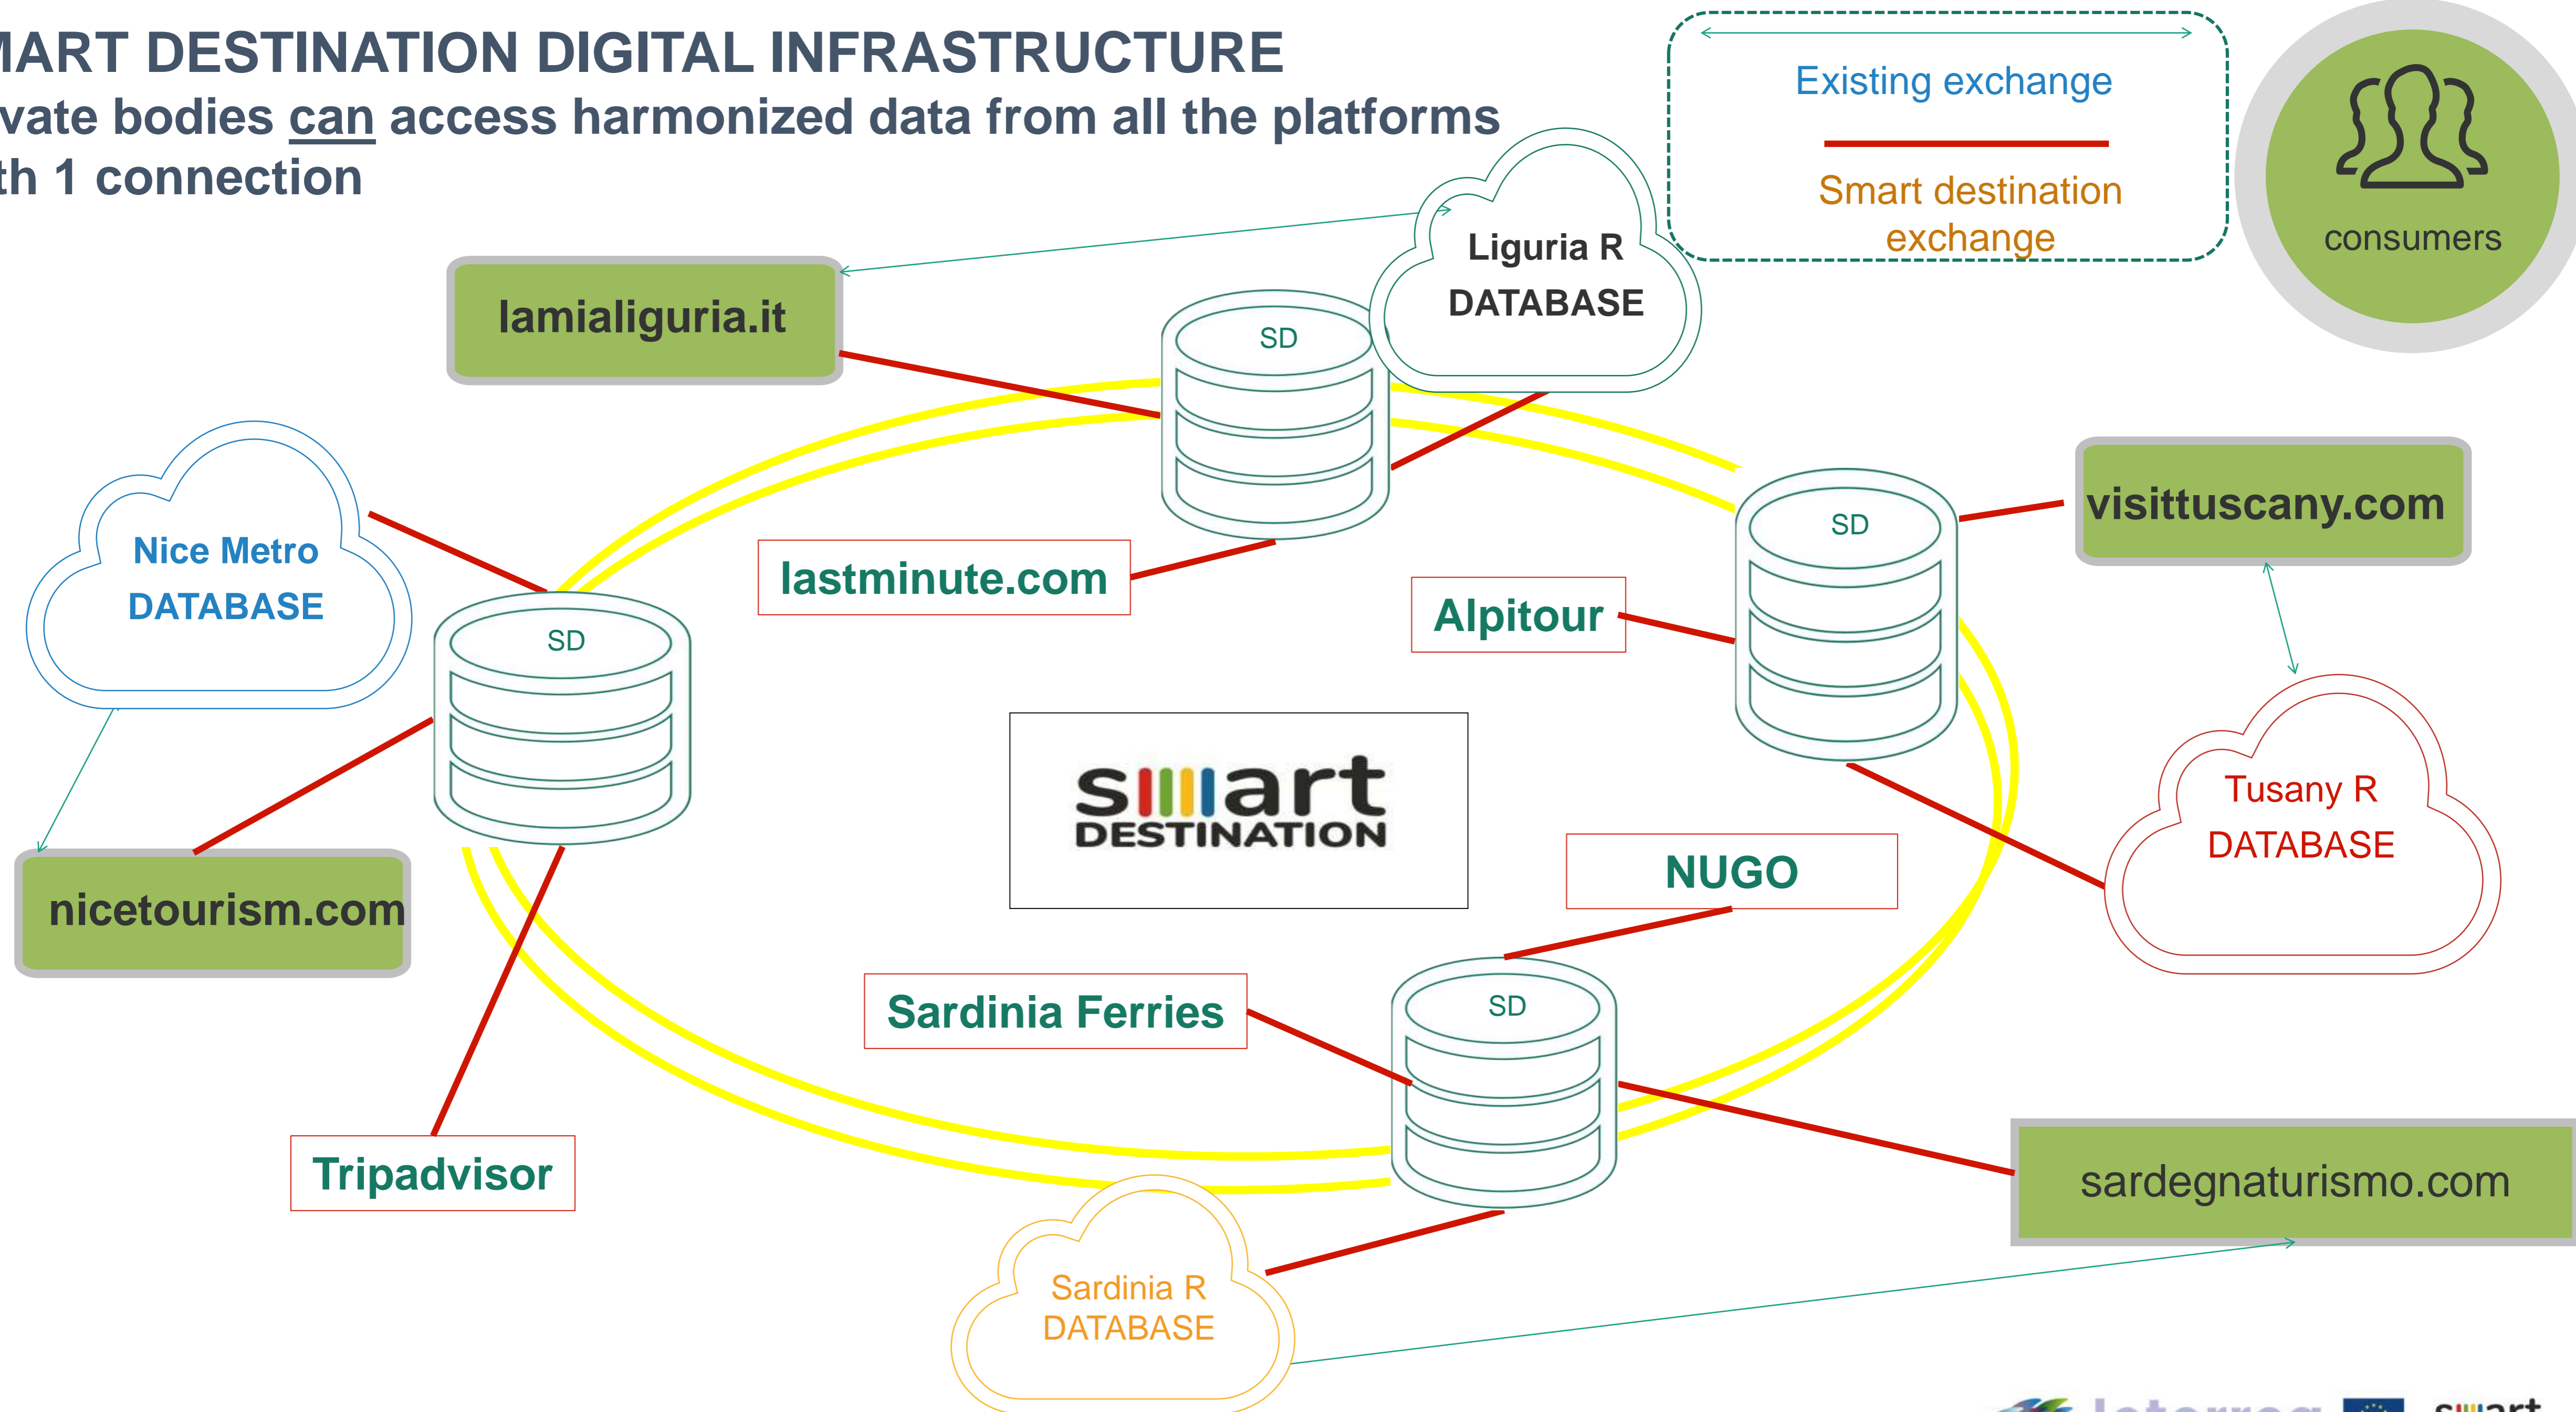 MART DESTINATION DIGITAL INFRASTRUCTURE
vate bodies can access harmonized data from all the platforms
th 1 connection
Existing exchange
Smart destination
exchange
consumers
Liguria R
DATABASE
lamialiguria.it
SD
visittuscany.com
SD
Nice Metro
DATABASE
lastminute.com
Alpitour
SD
smart
DESTINATION
Tusany R
DATABASE
NUGO
nicetourism.com
Sardinia Ferries
SD
Tripadvisor
sardegnaturismo.com
Sardinia R
DATABASE